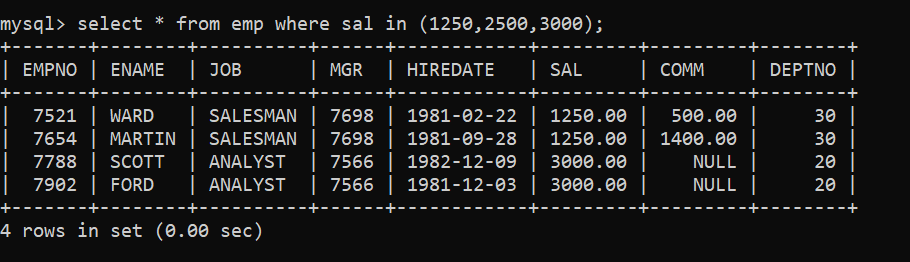 mysql> select * from emp where sal in (1250,2500,3000);
+-------+--------+----------+------+------------+---------+---------+--------+
| EMPNO | ENAME  | JOB      | MGR  | HIREDATE   | SAL     | COMM    | DEPTNO |
+-------+--------+----------+------+------------+---------+---------+--------+
|  7521 | WARD   | SALESMAN | 7698 | 1981-02-22 | 1250.00 |  500.00 |     30 |
|  7654 | MARTIN | SALESMAN | 7698 | 1981-09-28 | 1250.00 | 1400.00 |     30 |
|  7788 | SCOTT  | ANALYST  | 7566 | 1982-12-09 | 3000.00 |    NULL |     20 |
|  7902 | FORD   | ANALYST  | 7566 | 1981-12-03 | 3000.00 |    NULL |     20 |
+-------+--------+----------+------+------------+---------+---------+--------+
4 rows in set (0.00 sec)